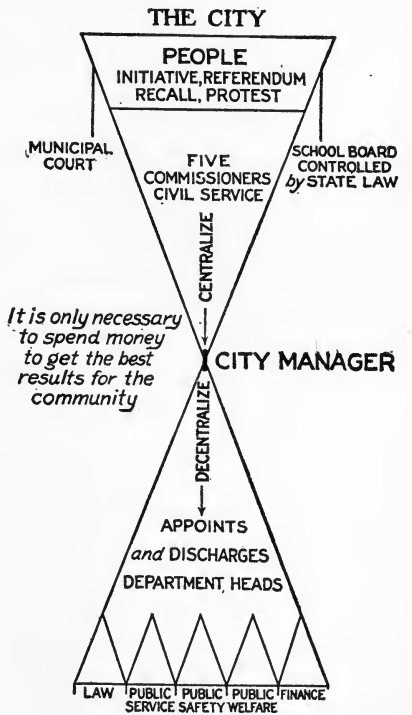 THE CITY
PEOPLE
INITIATIVE, REFERENDUM
RECALL, PROTEST
MUNICIPAL
COURT
FIVE
COMMISSIONERS
CIVIL SERVICE
SCHOOL BOARD
CONTROLLED
by STATE LAW
CENTRALIZE
It is only necessary
to spend money
to get the best
results for the
community
CITY MANAGER
DECENTRALIZE
APPOINTS
and DISCHARGES
DEPARTMENT, HEADS
LAW
PUBLIC
SERVICE
PUBLIC
SAFETY
PUBLIC
WELFARE
FINANCE